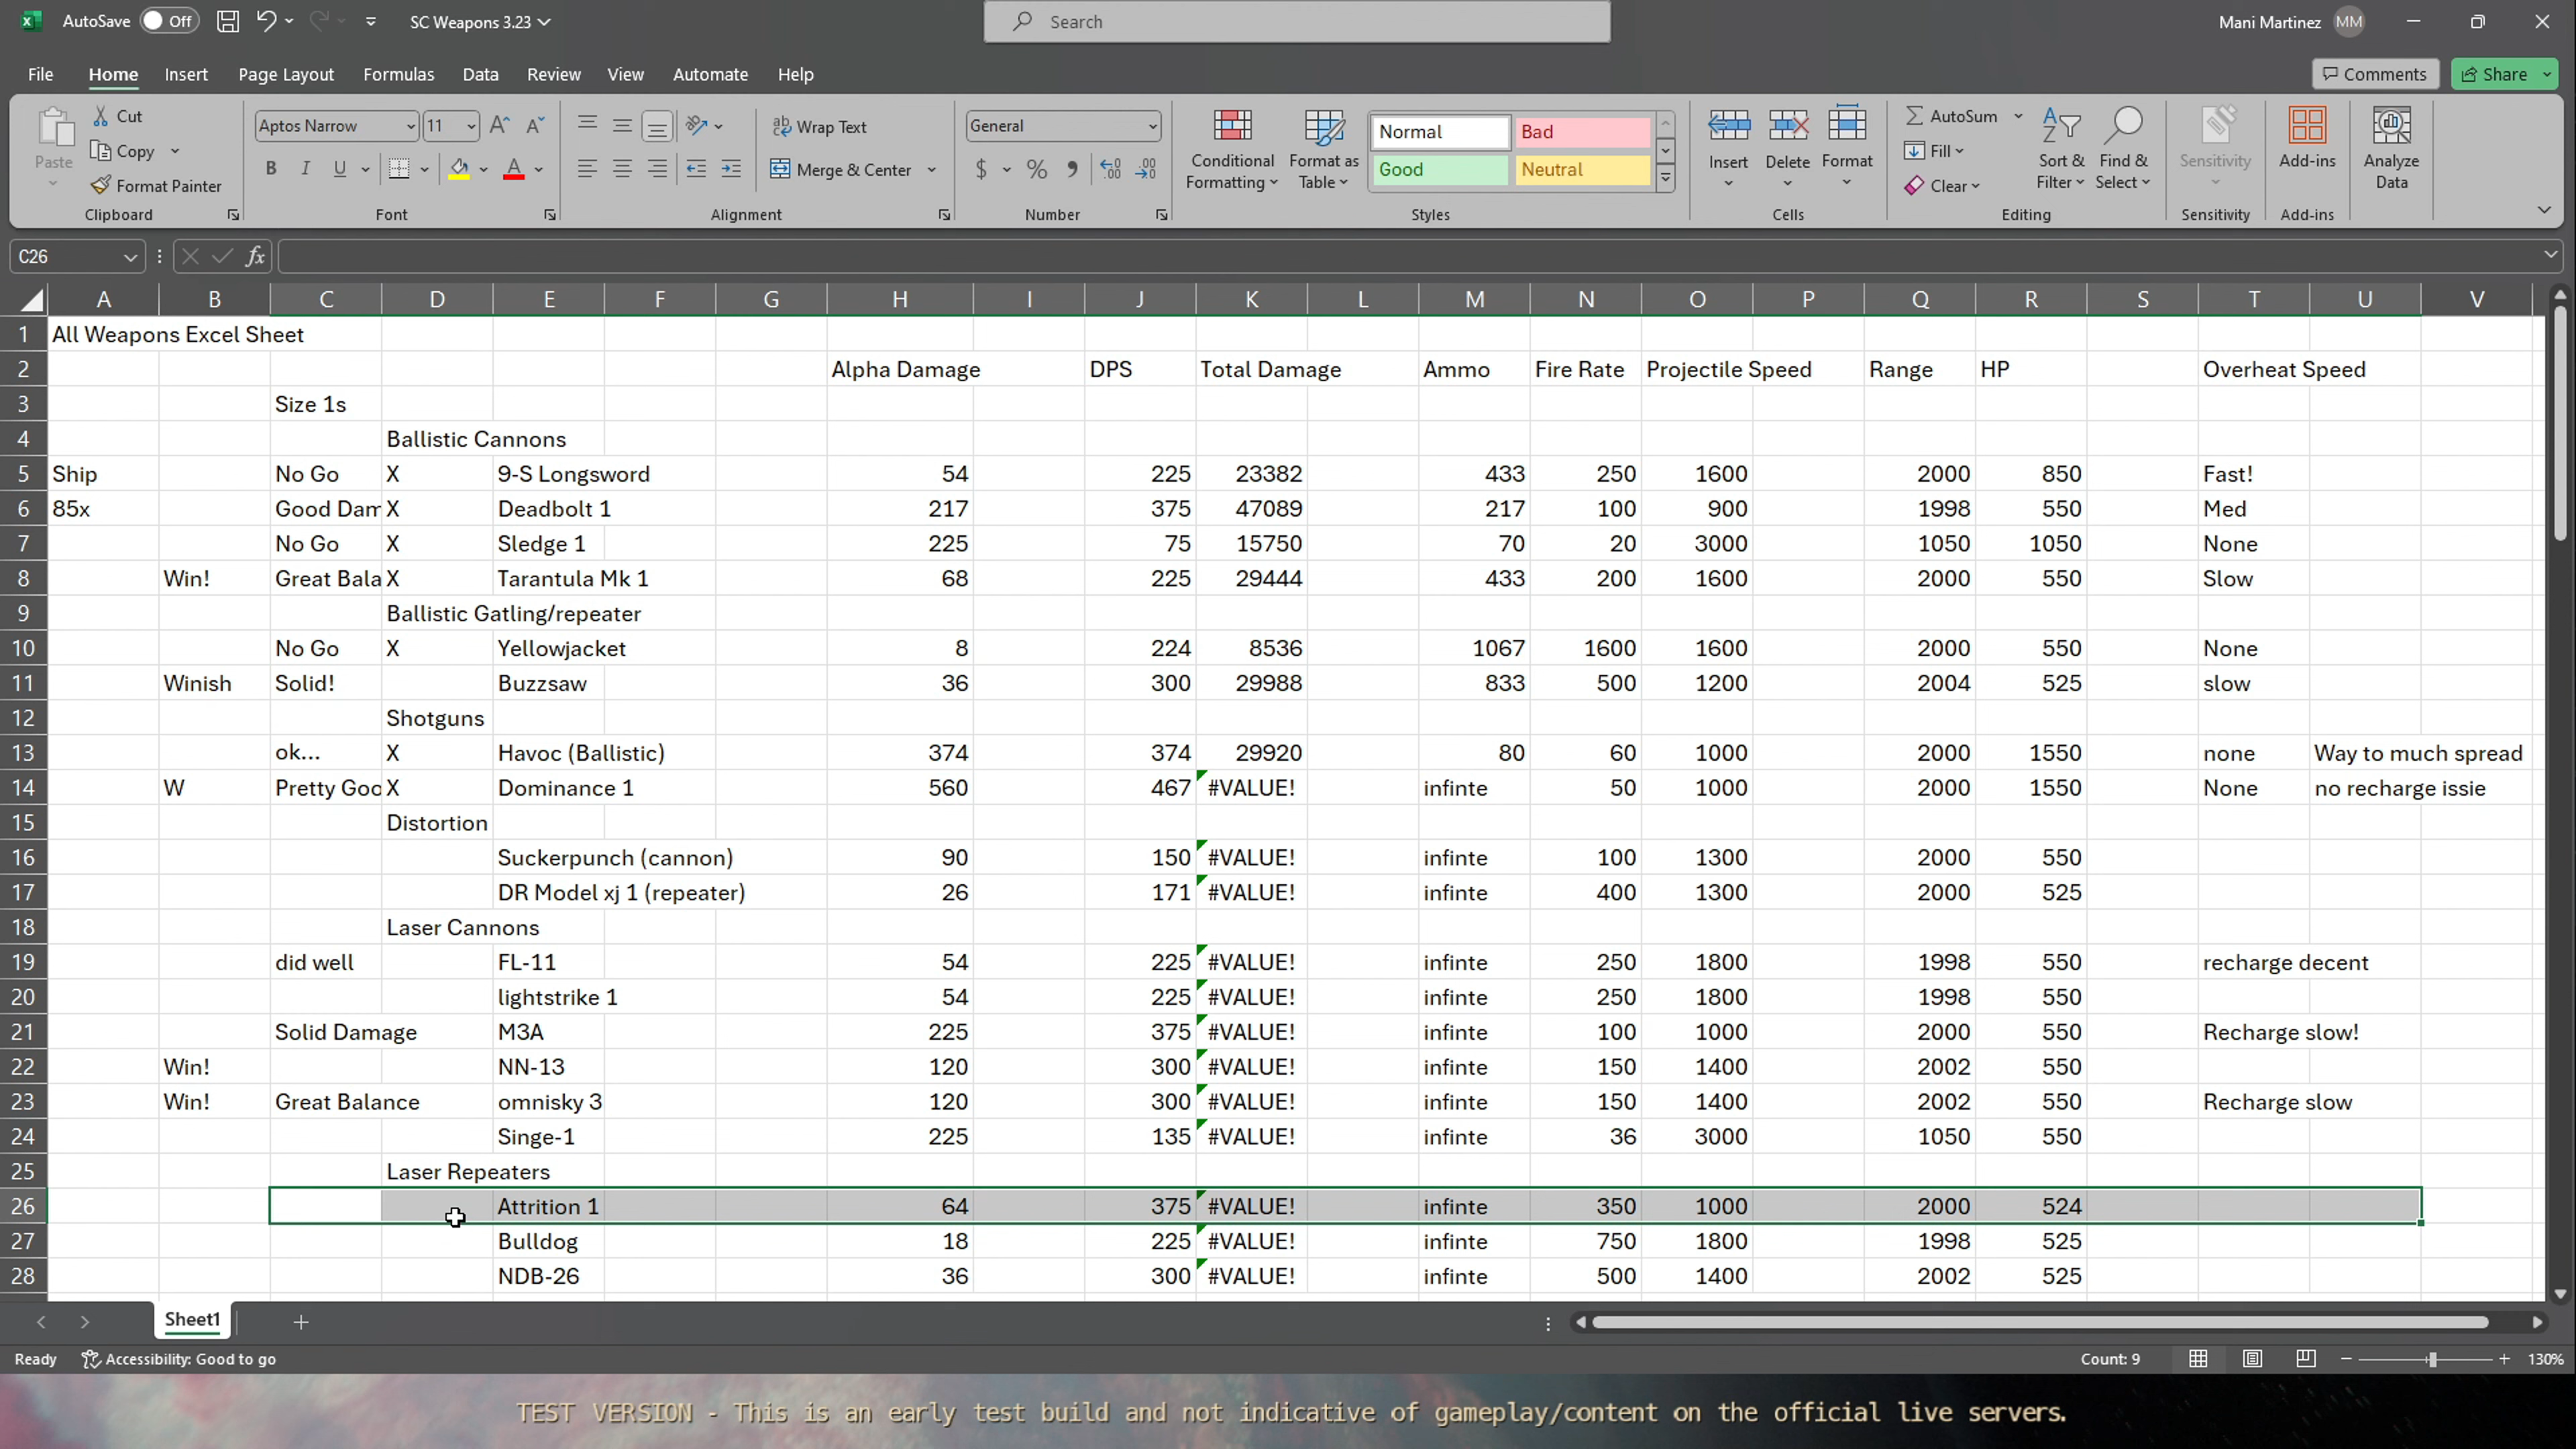 AutoSave Off SC Weapons 3.23 Search Mani Martinez MM
File Home Insert Page Layout Formulas Data Review View Automate Help Comments Share
Paste Cut Copy Format Painter Clipboard
Aptos Narrow 11 B I U A Font
Wrap Text Merge & Center Alignment
General $ % Number
Conditional Formatting Format as Table Normal Bad Good Neutral Styles
Insert Delete Format Cells
AutoSum Fill Clear Sort & Filter Find & Select Editing
Sensitivity Sensitivity Add-ins Add-ins Analyze Data
C26 fx
A B C D E F G H I J K L M N O P Q R S T U V
1 All Weapons Excel Sheet
2 Alpha Damage DPS Total Damage Ammo Fire Rate Projectile Speed Range HP Overheat Speed
3 Size 1s
4 Ballistic Cannons
5 Ship No Go X 9-S Longsword 54 225 23382 433 250 1600 2000 850 Fast!
6 85x Good Dam X Deadbolt 1 217 375 47089 217 100 900 1998 550 Med
7 No Go X Sledge 1 225 75 15750 70 20 3000 1050 1050 None
8 Win! Great Bala X Tarantula Mk 1 68 225 29444 433 200 1600 2000 550 Slow
9 Ballistic Gatling/repeater
10 No Go X Yellowjacket 8 224 8536 1067 1600 1600 2000 550 None
11 Winish Solid! Buzzsaw 36 300 29988 833 500 1200 2004 525 slow
12 Shotguns
13 ok... X Havoc (Ballistic) 374 374 29920 80 60 1000 2000 1550 none Way to much spread
14 W Pretty Goo X Dominance 1 560 467 #VALUE! infinte 50 1000 2000 1550 None no recharge issie
15 Distortion
16 Suckerpunch (cannon) 90 150 #VALUE! infinte 100 1300 2000 550
17 DR Model xj 1 (repeater) 26 171 #VALUE! infinte 400 1300 2000 525
18 Laser Cannons
19 did well FL-11 54 225 #VALUE! infinte 250 1800 1998 550 recharge decent
20 lightstrike 1 54 225 #VALUE! infinte 250 1800 1998 550
21 Solid Damage M3A 225 375 #VALUE! infinte 100 1000 2000 550 Recharge slow!
22 Win! NN-13 120 300 #VALUE! infinte 150 1400 2002 550
23 Win! Great Balance omnisky 3 120 300 #VALUE! infinte 150 1400 2002 550 Recharge slow
24 Singe-1 225 135 #VALUE! infinte 36 3000 1050 550
25 Laser Repeaters
26 Attrition 1 64 375 #VALUE! infinte 350 1000 2000 524
27 Bulldog 18 225 #VALUE! infinte 750 1800 1998 525
28 NDB-26 36 300 #VALUE! infinte 500 1400 2002 525
Sheet1
Ready Accessibility: Good to go Count: 9 130%
TEST VERSION - This is an early test build and not indicative of gameplay/content on the official live servers.